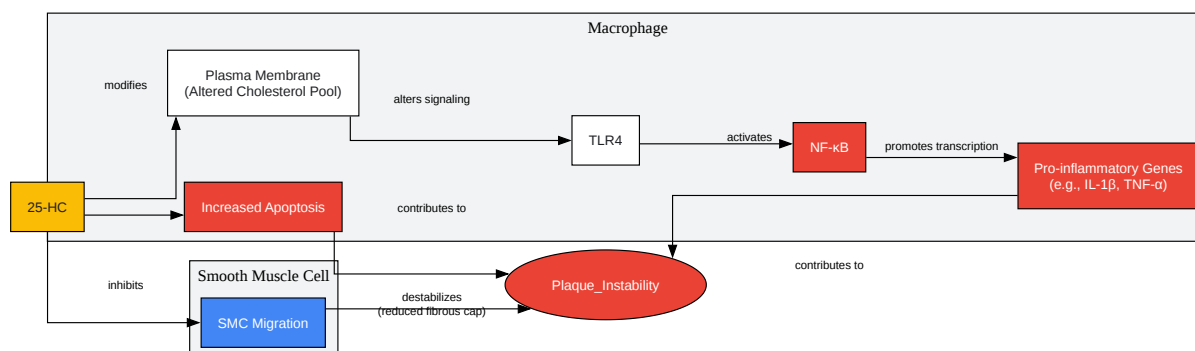 Macrophage
Plasma Membrane
(Altered Cholesterol Pool)
modifies
alters signaling
TLR4
activates
NF-κB
promotes transcription
Pro-inflammatory Genes
(e.g., IL-1β, TNF-α)
25-HC
Increased Apoptosis
contributes to
contributes to
Smooth Muscle Cell
inhibits
SMC Migration
destabilizes
(reduced fibrous cap)
Plaque_Instability